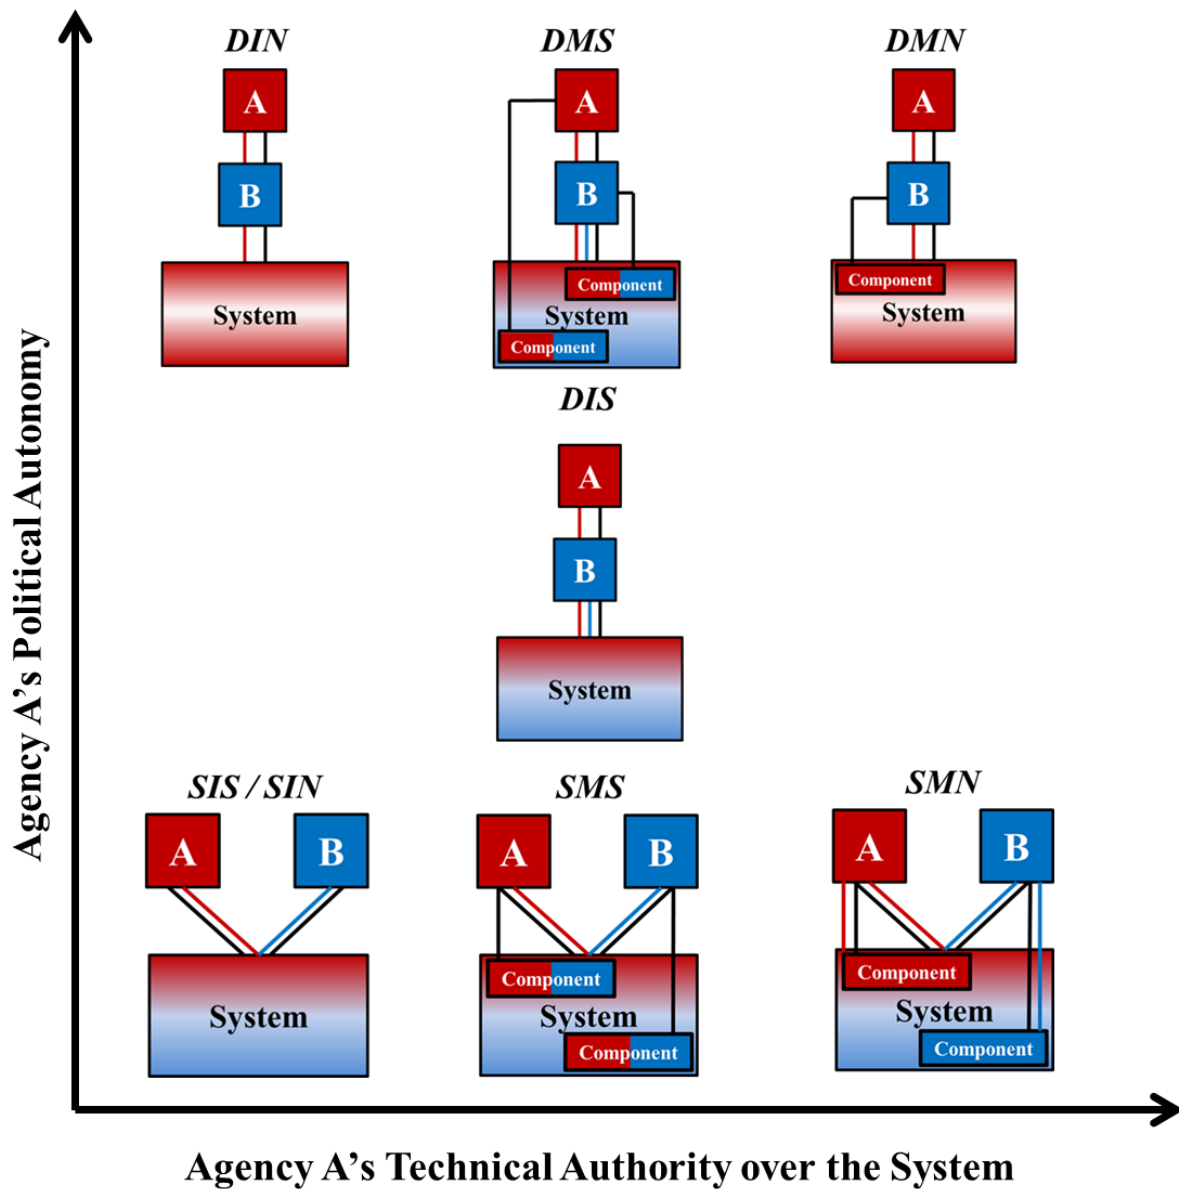 DIN
DMS
DMN
A
A
A
B
B
B
Component
Component
System
System
System
Component
DIS
A
B
System
Agency A's Political Autonomy
SIS / SIN
SMS
SMN
A
B
A
B
A
B
Component
Component
System
System
System
Component
Component
Agency A's Technical Authority over the System